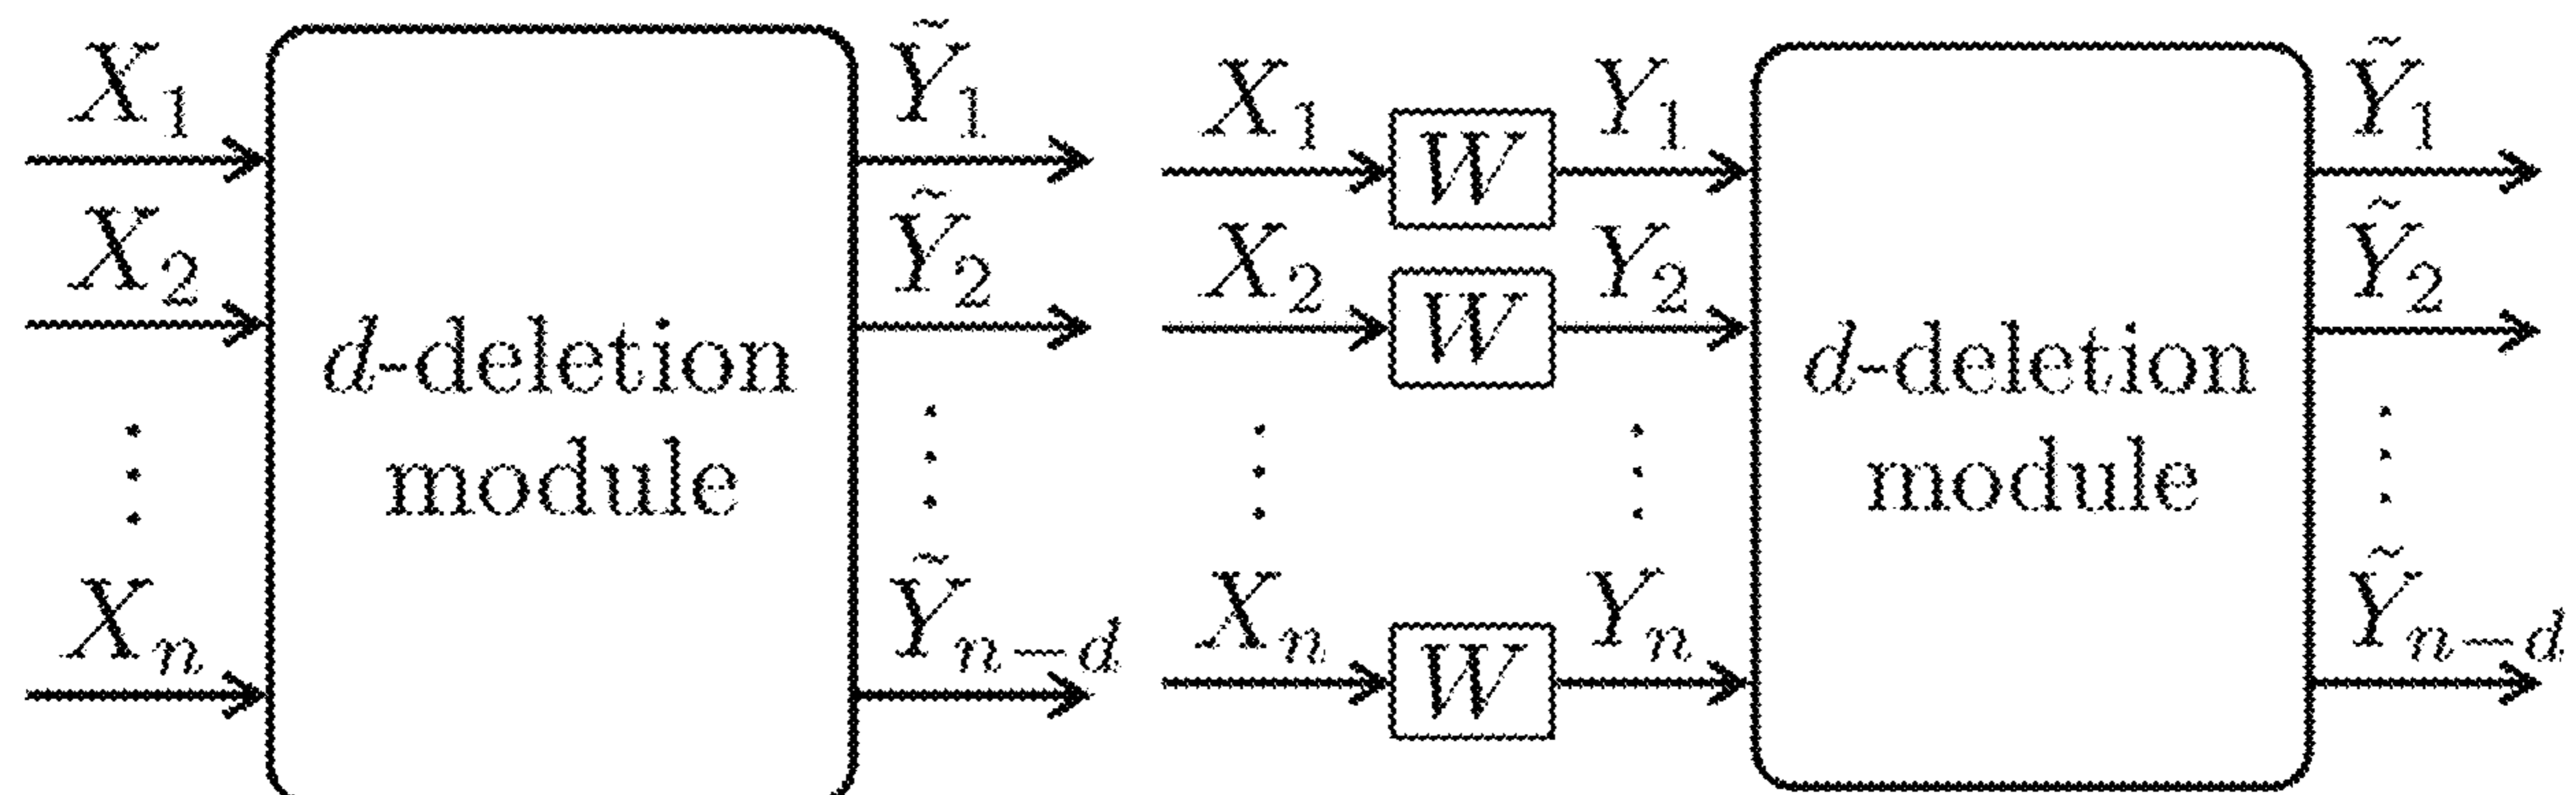 X_1
X_2
⋮
X_n
d-deletion
module
Ỹ_1
Ỹ_2
⋮
Ỹ_{n-d}
X_1
X_2
⋮
X_n
W
W
W
Y_1
Y_2
⋮
Y_n
d-deletion
module
Ỹ_1
Ỹ_2
⋮
Ỹ_{n-d}